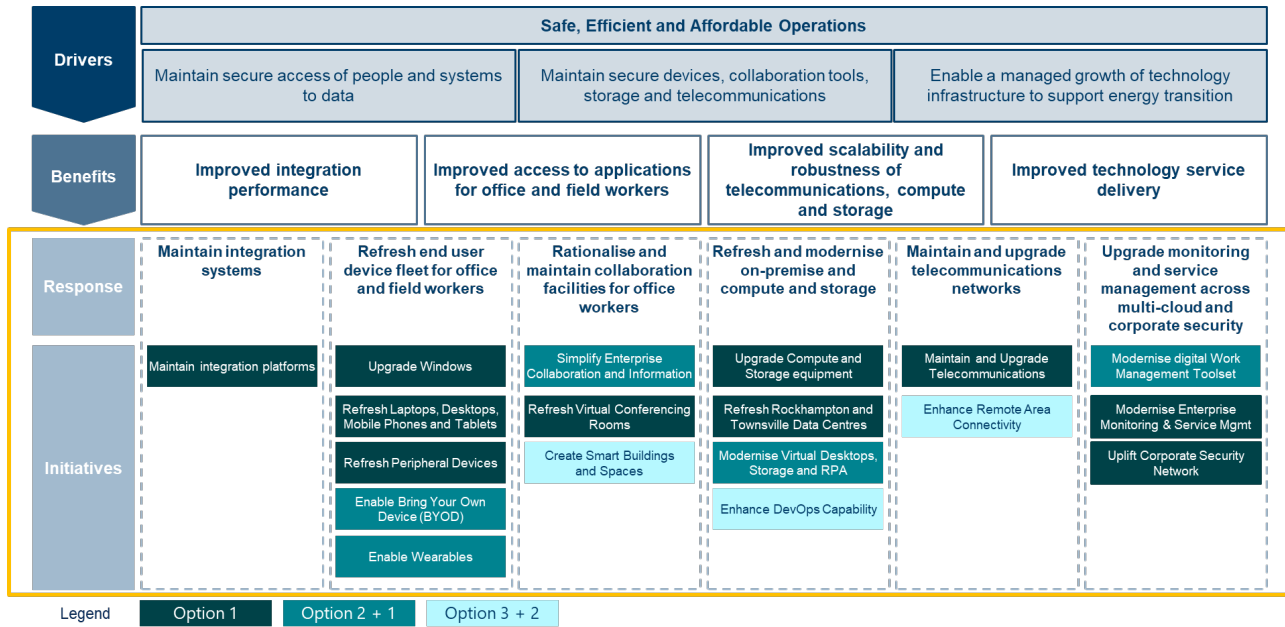 Drivers
Safe, Efficient and Affordable Operations
Maintain secure access of people and systems
to data
Maintain secure devices, collaboration tools,
storage and telecommunications
Enable a managed growth of technology
infrastructure to support energy transition
Benefits
Improved integration
performance
Improved access to applications
for office and field workers
Improved scalability and
robustness of
telecommunications, compute
and storage
Improved technology service
delivery
Response
Maintain integration
systems
Refresh end user
device fleet for office
and field workers
Rationalise and
maintain collaboration
facilities for office
workers
Refresh and modernise
on-premise and
compute and storage
Maintain and upgrade
telecommunications
networks
Upgrade monitoring
and service
management across
multi-cloud and
corporate security
Initiatives
Maintain integration platforms
Upgrade Windows
Refresh Laptops, Desktops,
Mobile Phones and Tablets
Refresh Peripheral Devices
Enable Bring Your Own
Device (BYOD)
Enable Wearables
Simplify Enterprise
Collaboration and Information
Refresh Virtual Conferencing
Rooms
Create Smart Buildings
and Spaces
Upgrade Compute and
Storage equipment
Refresh Rockhampton and
Townsville Data Centres
Modernise Virtual Desktops,
Storage and RPA
Enhance DevOps Capability
Maintain and Upgrade
Telecommunications
Enhance Remote Area
Connectivity
Modernise digital Work
Management Toolset
Modernise Enterprise
Monitoring & Service Mgmt
Uplift Corporate Security
Network
Legend
Option 1
Option 2 + 1
Option 3 + 2